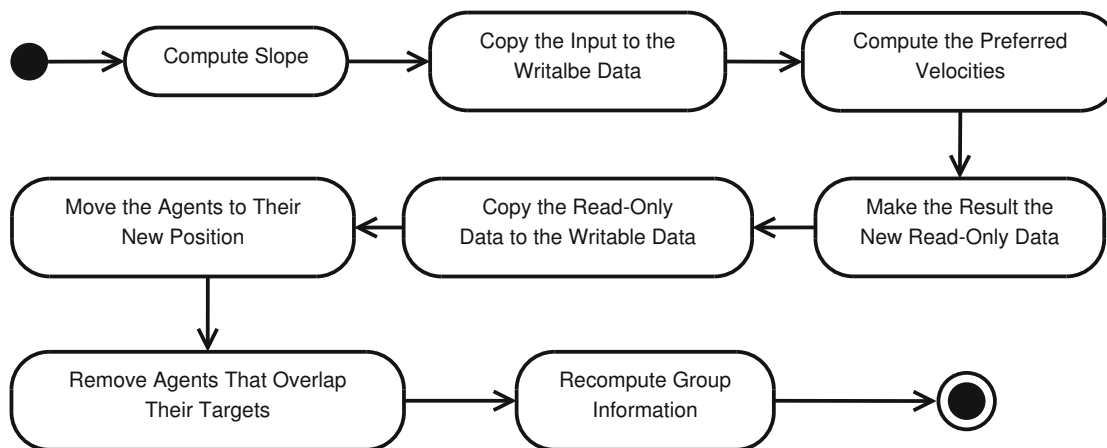 Compute Slope
Copy the Input to the
Writalbe Data
Compute the Preferred
Velocities
Make the Result the
New Read-Only Data
Copy the Read-Only
Data to the Writable Data
Move the Agents to Their
New Position
Remove Agents That Overlap
Their Targets
Recompute Group
Information